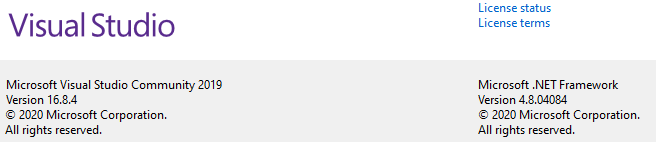 Visual Studio
License status
License terms
Microsoft Visual Studio Community 2019
Version 16.8.4
© 2020 Microsoft Corporation.
All rights reserved.
Microsoft .NET Framework
Version 4.8.04084
© 2020 Microsoft Corporation.
All rights reserved.